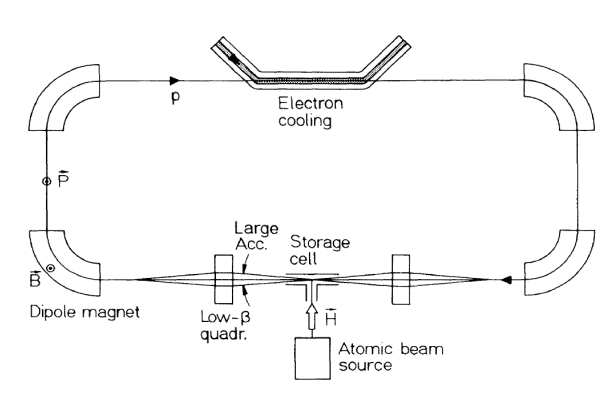 p
Electron
cooling
P⃗
Large
Acc.
Storage
cell
B⃗
Dipole magnet
Low-β
quadr.
H⃗
Atomic beam
source